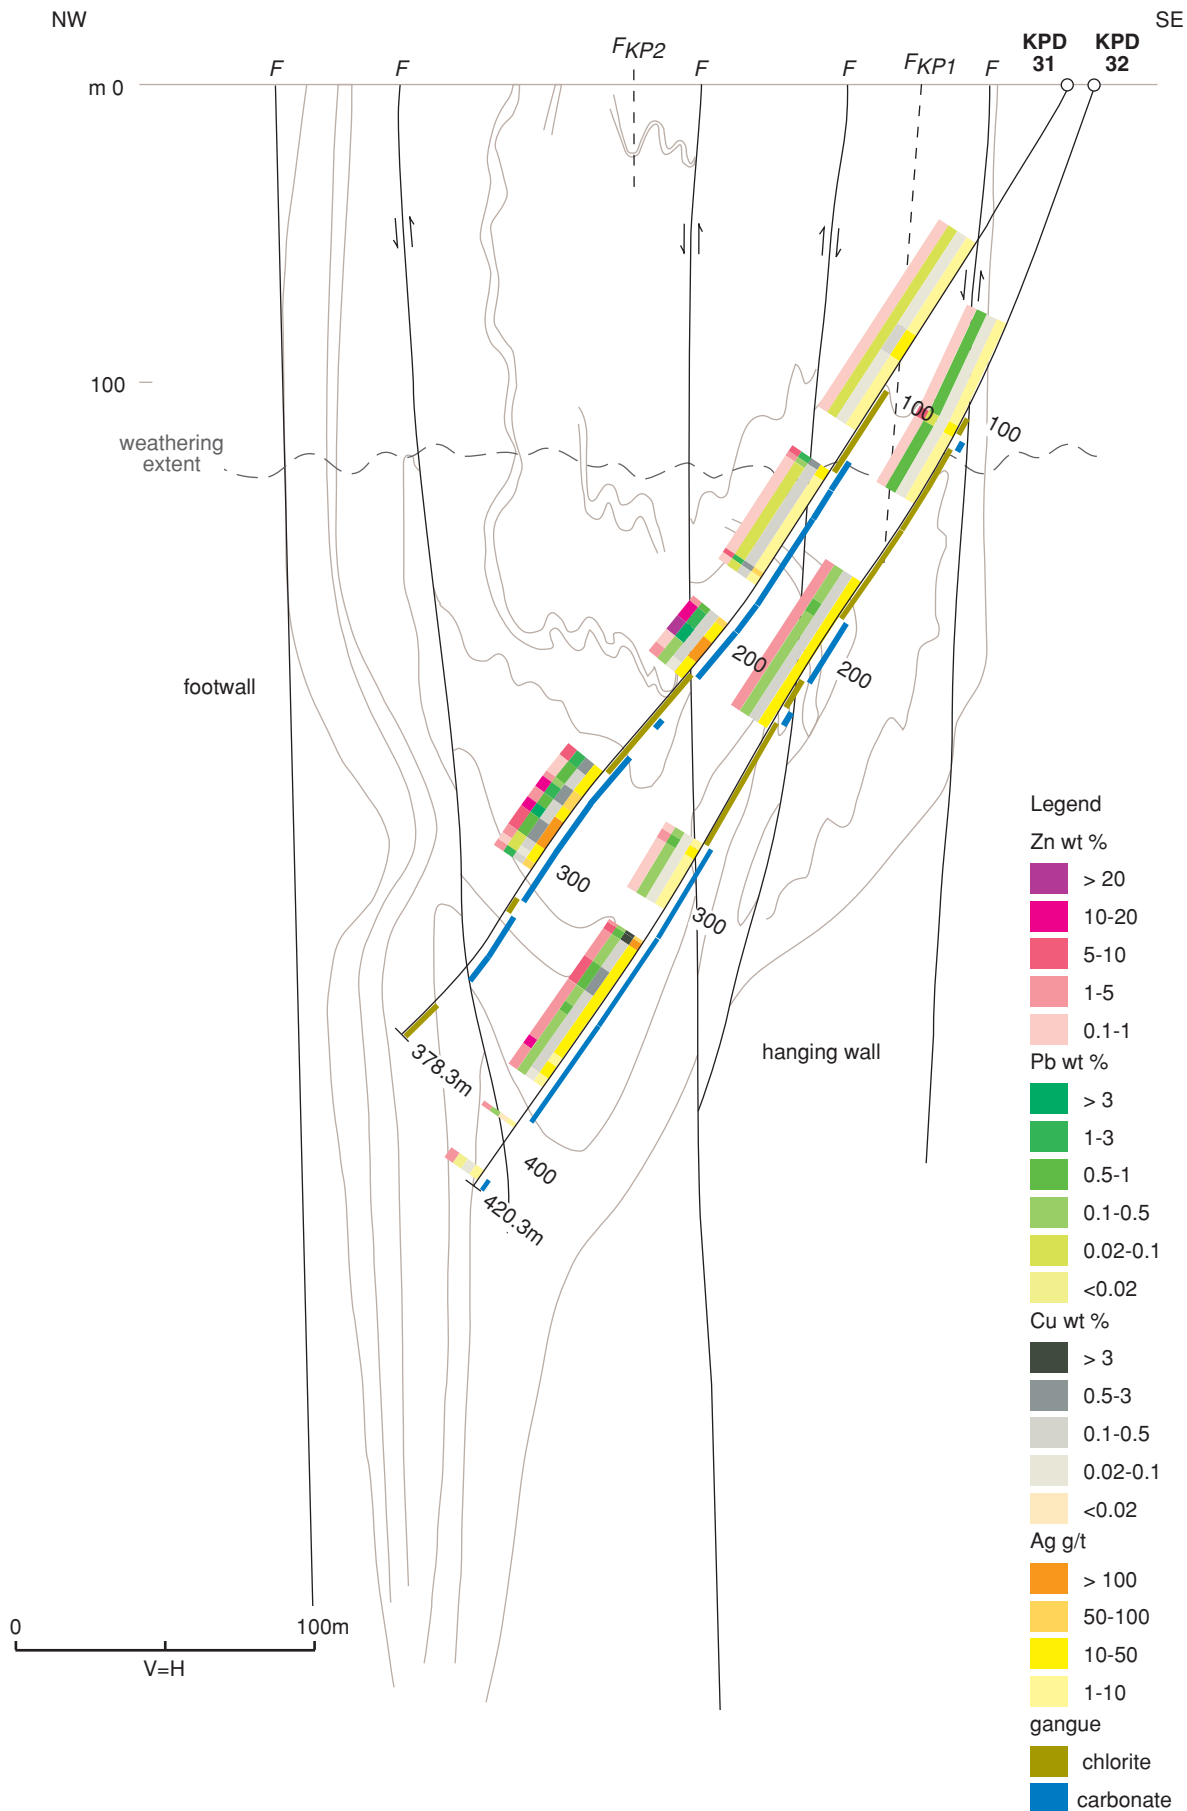 NW
SE
F
F
FKP2
F
F
FKP1
F
KPD
31
KPD
32
m 0
100
weathering
extent
100
100
200
200
footwall
300
300
hanging wall
378.3m
400
420.3m
Legend
Zn wt %
> 20
10-20
5-10
1-5
0.1-1
Pb wt %
> 3
1-3
0.5-1
0.1-0.5
0.02-0.1
<0.02
Cu wt %
> 3
0.5-3
0.1-0.5
0.02-0.1
<0.02
Ag g/t
> 100
50-100
10-50
1-10
gangue
chlorite
carbonate
0
100m
V=H